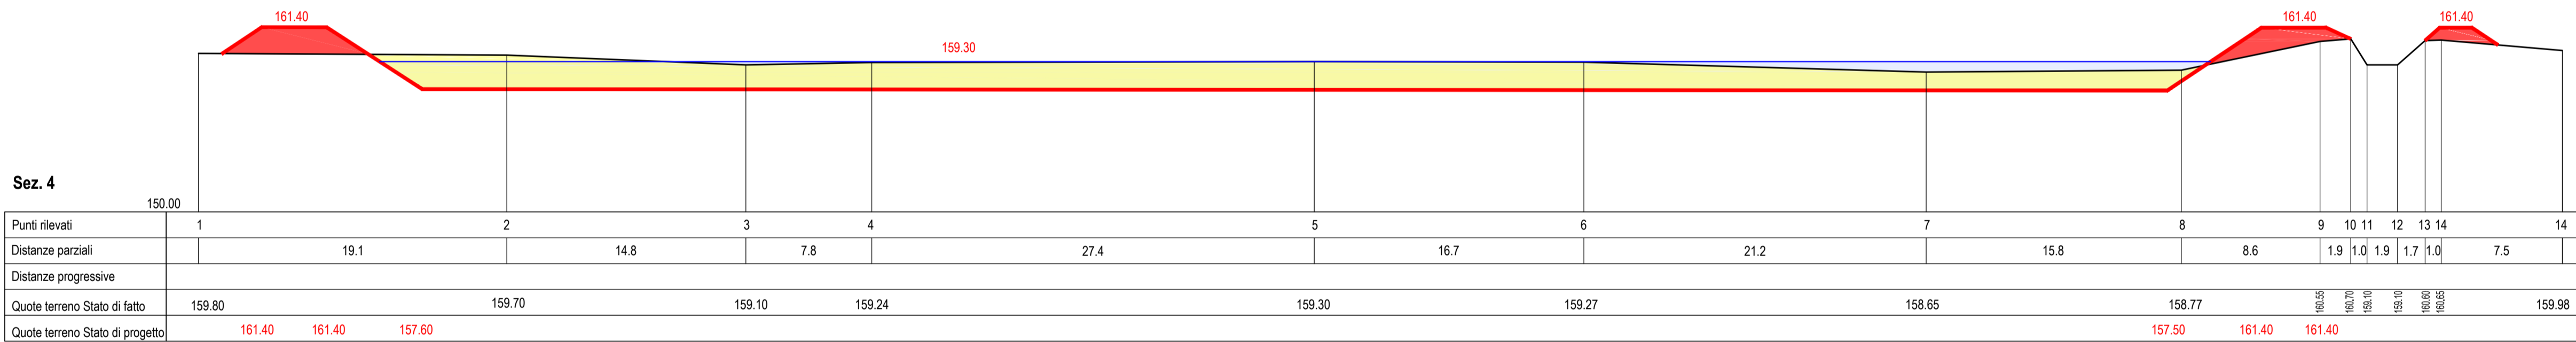 161.40 161.40 161.40
159.30
Sez. 4
150.00
Punti rilevati 1 2 3 4 5 6 7 8 9 10 11 12 13 14 14
Distanze parziali 19.1 14.8 7.8 27.4 16.7 21.2 15.8 8.6 1.9 1.0 1.9 1.7 1.0 7.5
Distanze progressive
Quote terreno Stato di fatto 159.80 159.70 159.10 159.24 159.30 159.27 158.65 158.77 160.55 160.70 159.10 159.10 160.60 160.65 159.98
Quote terreno Stato di progetto 161.40 161.40 157.60 157.50 161.40 161.40